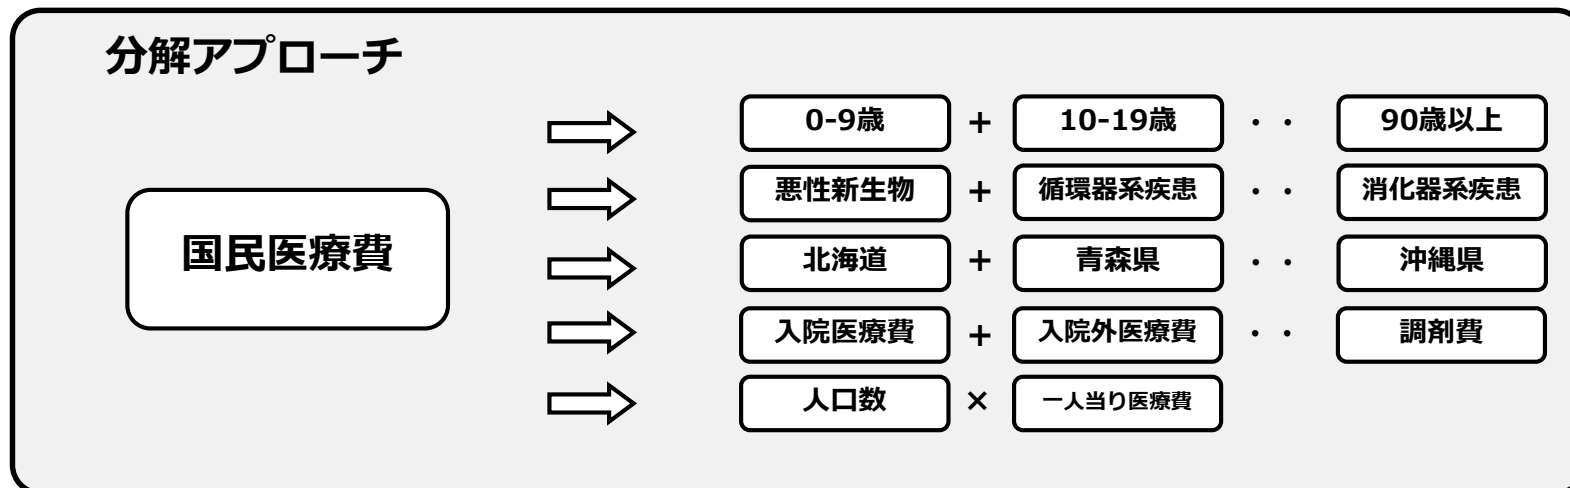 分解アプローチ
国民医療費
0-9歳 + 10-19歳 ・・ 90歳以上
悪性新生物 + 循環器系疾患 ・・ 消化器系疾患
北海道 + 青森県 ・・ 沖縄県
入院医療費 + 入院外医療費 ・・ 調剤費
人口数 × 一人当り医療費